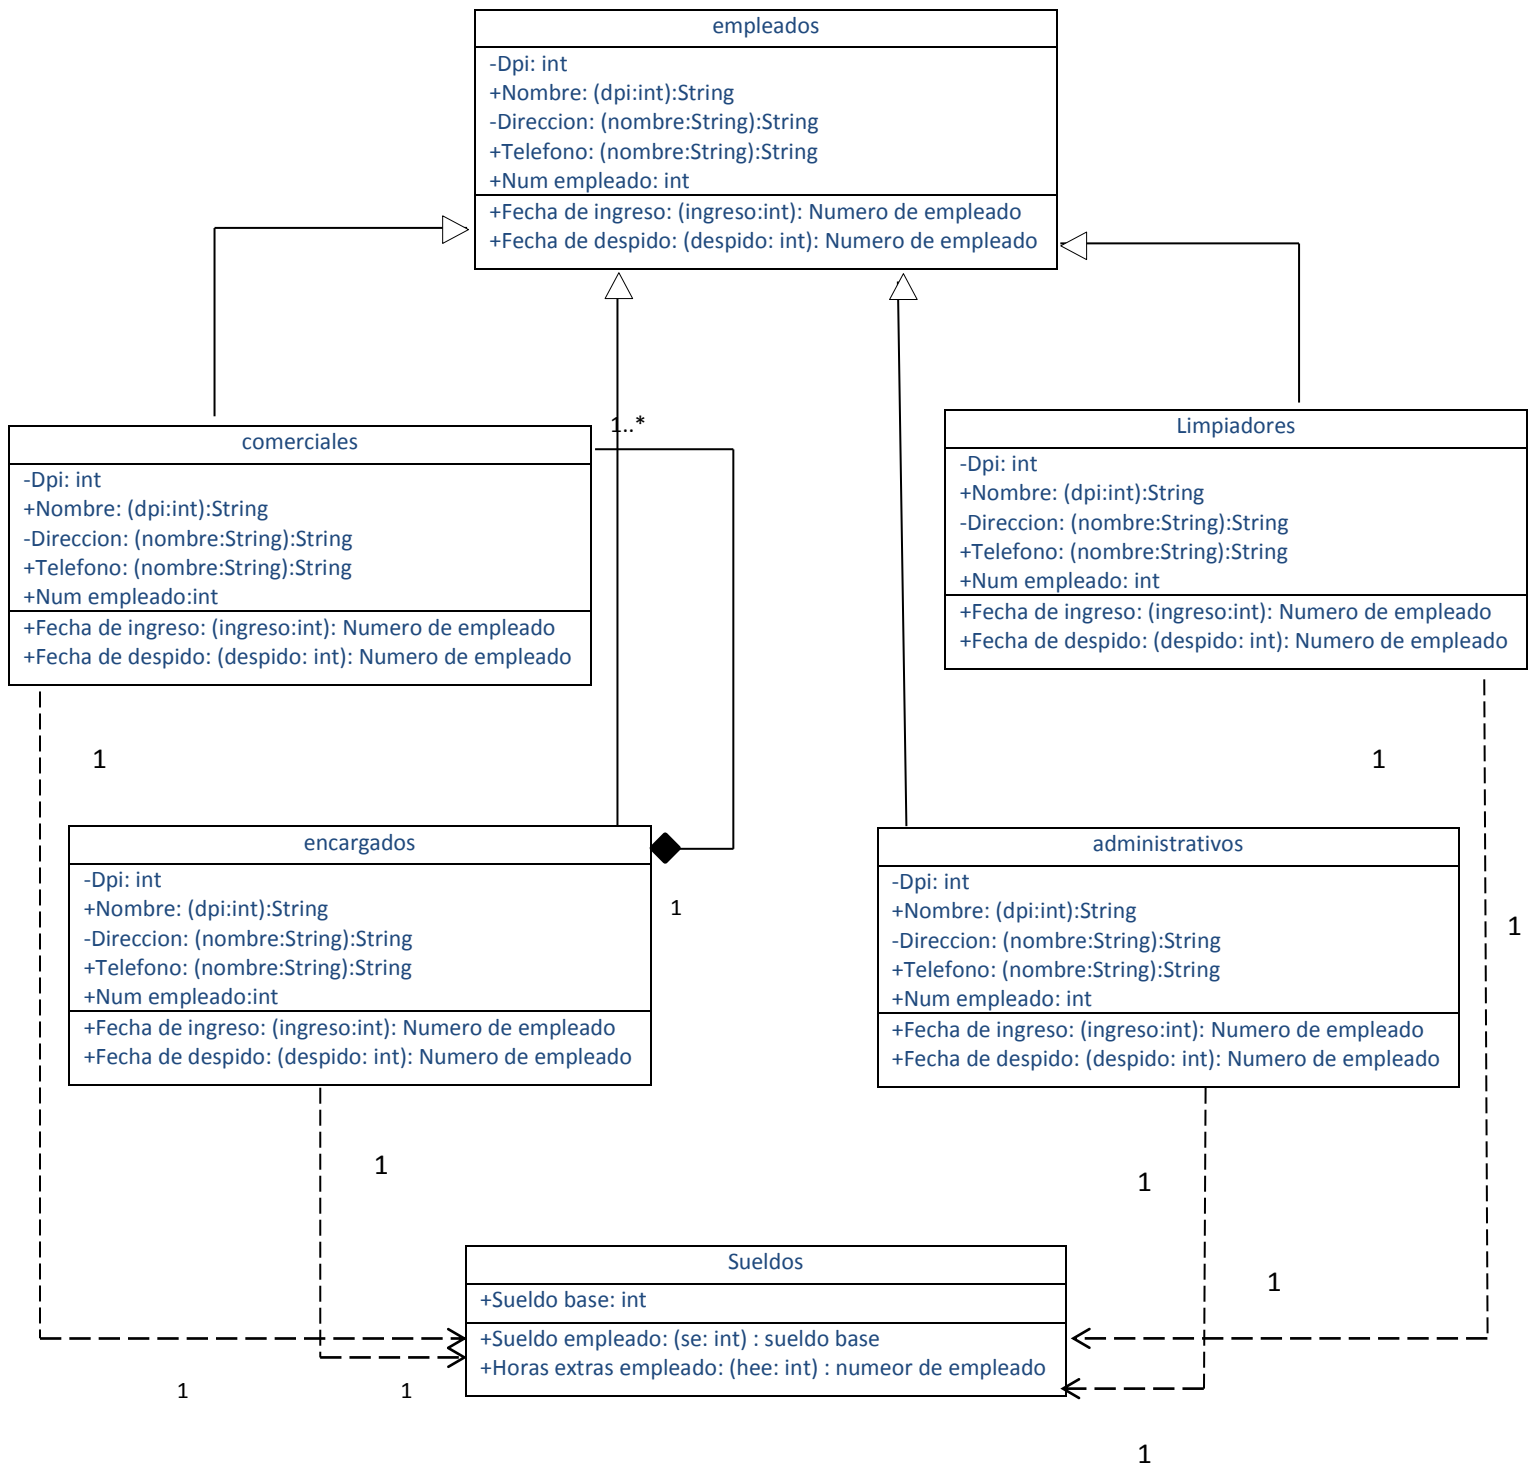 empleados
-Dpi: int
+Nombre: (dpi:int):String
-Direccion: (nombre:String):String
+Telefono: (nombre:String):String
+Num empleado: int
+Fecha de ingreso: (ingreso:int): Numero de empleado
+Fecha de despido: (despido: int): Numero de empleado
1..*
comerciales
-Dpi: int
+Nombre: (dpi:int):String
-Direccion: (nombre:String):String
+Telefono: (nombre:String):String
+Num empleado:int
+Fecha de ingreso: (ingreso:int): Numero de empleado
+Fecha de despido: (despido: int): Numero de empleado
Limpiadores
-Dpi: int
+Nombre: (dpi:int):String
-Direccion: (nombre:String):String
+Telefono: (nombre:String):String
+Num empleado: int
+Fecha de ingreso: (ingreso:int): Numero de empleado
+Fecha de despido: (despido: int): Numero de empleado
1
1
encargados
-Dpi: int
+Nombre: (dpi:int):String
-Direccion: (nombre:String):String
+Telefono: (nombre:String):String
+Num empleado:int
+Fecha de ingreso: (ingreso:int): Numero de empleado
+Fecha de despido: (despido: int): Numero de empleado
1
administrativos
-Dpi: int
+Nombre: (dpi:int):String
-Direccion: (nombre:String):String
+Telefono: (nombre:String):String
+Num empleado: int
+Fecha de ingreso: (ingreso:int): Numero de empleado
+Fecha de despido: (despido: int): Numero de empleado
1
1
1
Sueldos
+Sueldo base: int
+Sueldo empleado: (se: int) : sueldo base
+Horas extras empleado: (hee: int) : numeor de empleado
1
1
1
1